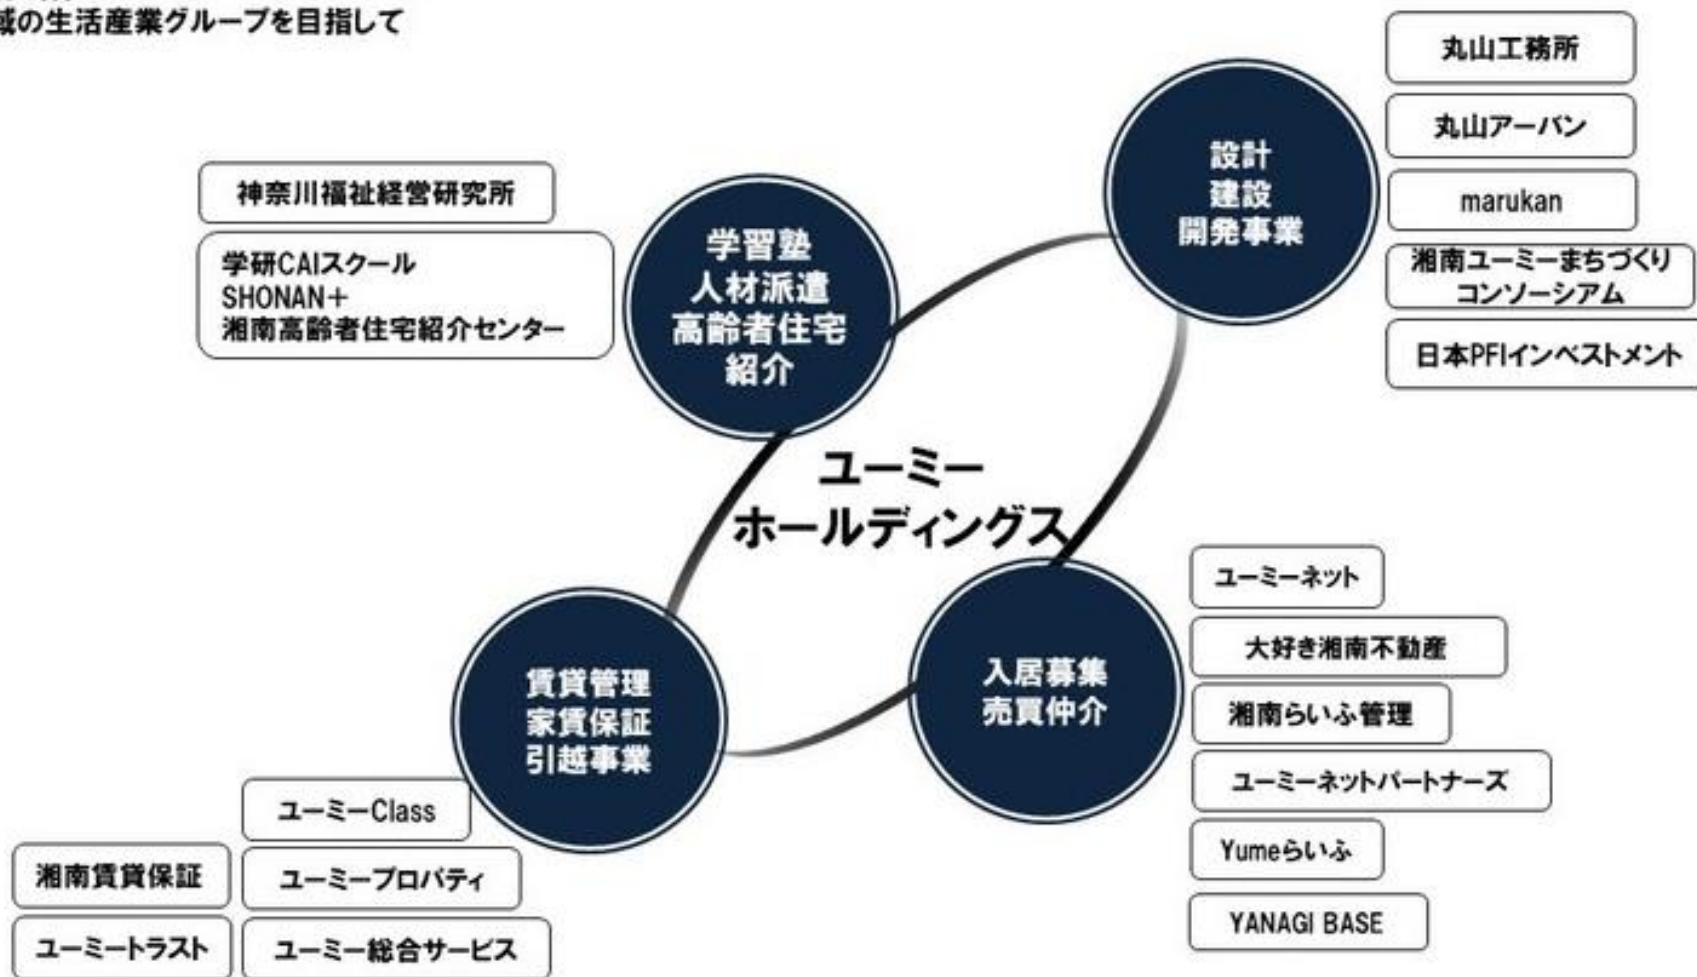 域の生活産業グループを目指して
神奈川福祉経営研究所
学研CAIスクール
SHONAN＋
湘南高齢者住宅紹介センター
学習塾
人材派遣
高齢者住宅
紹介
設計
建設
開発事業
丸山工務所
丸山アーバン
marukan
湘南ユーミーまちづくり
コンソーシアム
日本PFIインベストメント
ユーミー
ホールディングス
賃貸管理
家賃保証
引越事業
ユーミーClass
湘南賃貸保証
ユーミープロパティ
ユーミートラスト
ユーミー総合サービス
入居募集
売買仲介
ユーミーネット
大好き湘南不動産
湘南らいふ管理
ユーミーネットパートナーズ
Yumeらいふ
YANAGI BASE